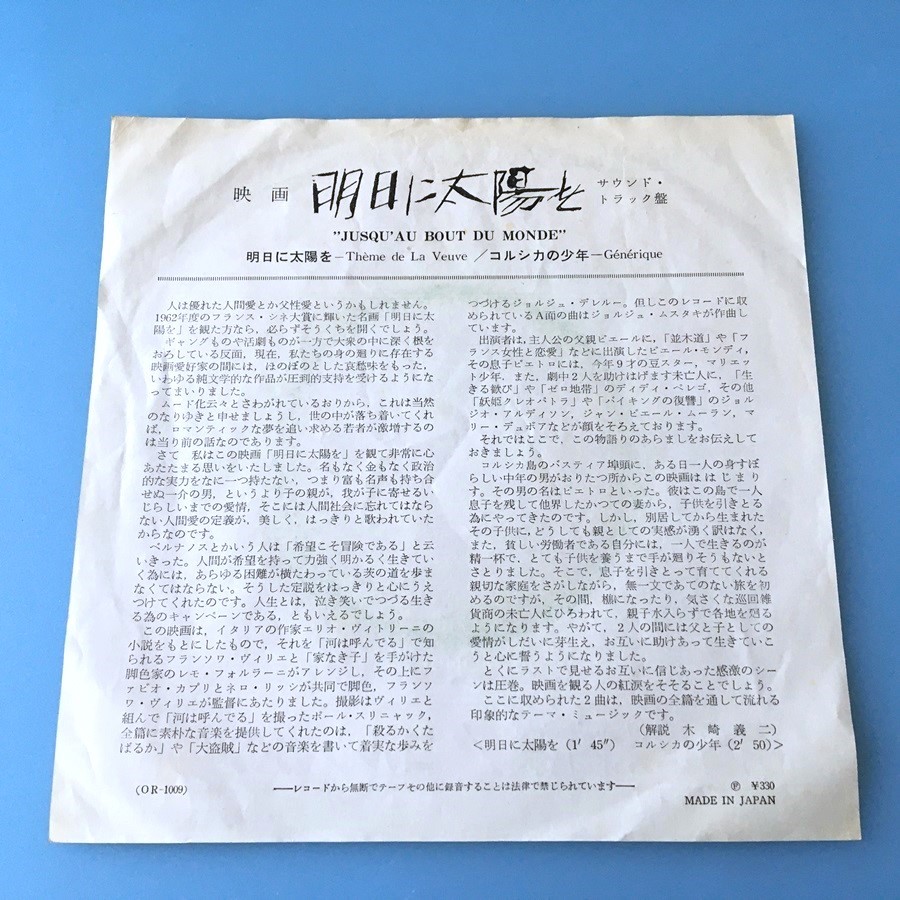 映画 明日に太陽を サウンド・
トラック盤
"JUSQU'AU BOUT DU MONDE"
明日に太陽を—Thème de La Veuve／コルシカの少年—Générique
人は優れた人間愛とか父性愛というかもしれません。
1962年度のフランス・シネ大賞に輝いた名画「明日に太
陽を」を観た方なら，必らずそうくちを開くでしょう。
ギャングものや活劇ものが一方で大衆の中に深く根を
おろしている反面，現在，私たちの身の廻りに存在する
映画愛好家の間には，ほのぼのとした哀愁味をもった，
いわゆる純文学的な作品が圧到的支持を受けるようにな
ってまいりました。
ムード化云々とさわがれているおりから，これは当然
のなりゆきと申せましょうし，世の中が落ち着いてくれ
ば，ロマンティックな夢を追い求める若者が激増するの
は当り前の話なのであります。
さて 私はこの映画「明日に太陽を」を観て非常に心
あたたまる思いをいたしました。名もなく金もなく政治
的な実力をなに一つ持たない，つまり富も名声も持ち合
せぬ一介の男，というより子の親が，我が子に寄せるい
じらしいまでの愛情，そこには人間社会に忘れてはなら
ない人間愛の定義が，美しく，はっきりと歌われていた
からなのです。
ベルナノスとかいう人は「希望こそ冒険である」と云
いきった。人間が希望を持って力強く明かるく生きてい
く為には，あらゆる困難が横たわっている茨の道を歩ま
なくてはならない。そうした定説をはっきりと心にうえ
つけてくれたのです。人生とは，泣き笑いでつづる生き
る為のキャンペーンである，ともいえるでしょう。
この映画は，イタリアの作家エリオ・ヴィトリーニの
小説をもとにしたもので，それを「河は呼んでる」で知
られるフランソワ・ヴィリエと「家なき子」を手がけた
脚色家のレモ・フォルラーニがアレンジし，その上にフ
ァビオ・カプリとネロ・リッシが共同で脚色，フランソ
ワ・ヴィリエが監督にあたりました。撮影はヴィリエと
組んで「河は呼んでる」を撮ったポール・スリニャック，
全篇に素朴な音楽を提供してくれたのは，「殺るかくた
ばるか」や「大盗賊」などの音楽を書いて着実な歩みを
つづけるジョルジュ・デレルー。但しこのレコードに収
められているＡ面の曲はジョルジュ・ムスタキが作曲し
ています。
出演者は，主人公の父親ピエールに，「並木道」や「フ
ランス女性と恋愛」などに出演したピエール・モンディ，
その息子ピエトロには，今年９才の豆スター，マリエッ
ト少年，また，劇中２人を助けはげます未亡人に，「生
きる歓び」や「ゼロ地帯」のディディ・ペレゴ，その他
「妖姫クレオパトラ」や「バイキングの復讐」のジョル
ジオ・アルディソン，ジャン・ピエール・ムーラン，マ
リー・デュボアなどが顔をそろえております。
それではここで，この物語りのあらましをお伝えして
おきましょう。
コルシカ島のバスティア埠頭に，ある日一人の身すぼ
らしい中年の男がおりたつ所からこの映画ははじまりま
す。その男の名はピエトロといった。彼はこの島で一人
息子を残して他界したかつての妻から，子供を引きとる
為にやってきたのです。しかし，別居してから生まれた
その子供に，どうしても親としての実感が湧く訳はなく，
また，貧しい労働者である自分には，一人で生きるのが
精一杯で，とても子供を養うまで手が廻りそうもないと
さとりました。そこで，息子を引きとって育ててくれる
親切な家庭をさがしながら，無一文であてのない旅を初
めるのですが，その間，樵になったり，気さくな巡回雑
貨商の未亡人にひろわれて，親子水入らずで各地を廻る
ようになります。やがて，２人の間には父と子としての
愛情がしだいに芽生え，お互いに助けあって生きていこ
うと心に誓うようになりました。
とくにラストで見せるお互いに信じあった感激のシー
ンは圧巻。映画を観る人の紅涙をそそることでしょう。
ここに収められた２曲は，映画の全篇を通して流れる
印象的なテーマ・ミュージックです。
（解説 木崎義二）
＜明日に太陽を（1′ 45″） コルシカの少年（2′ 50）＞
(OR-1009) —レコードから無断でテープその他に録音することは法律で禁じられています— Ⓟ ¥330
MADE IN JAPAN